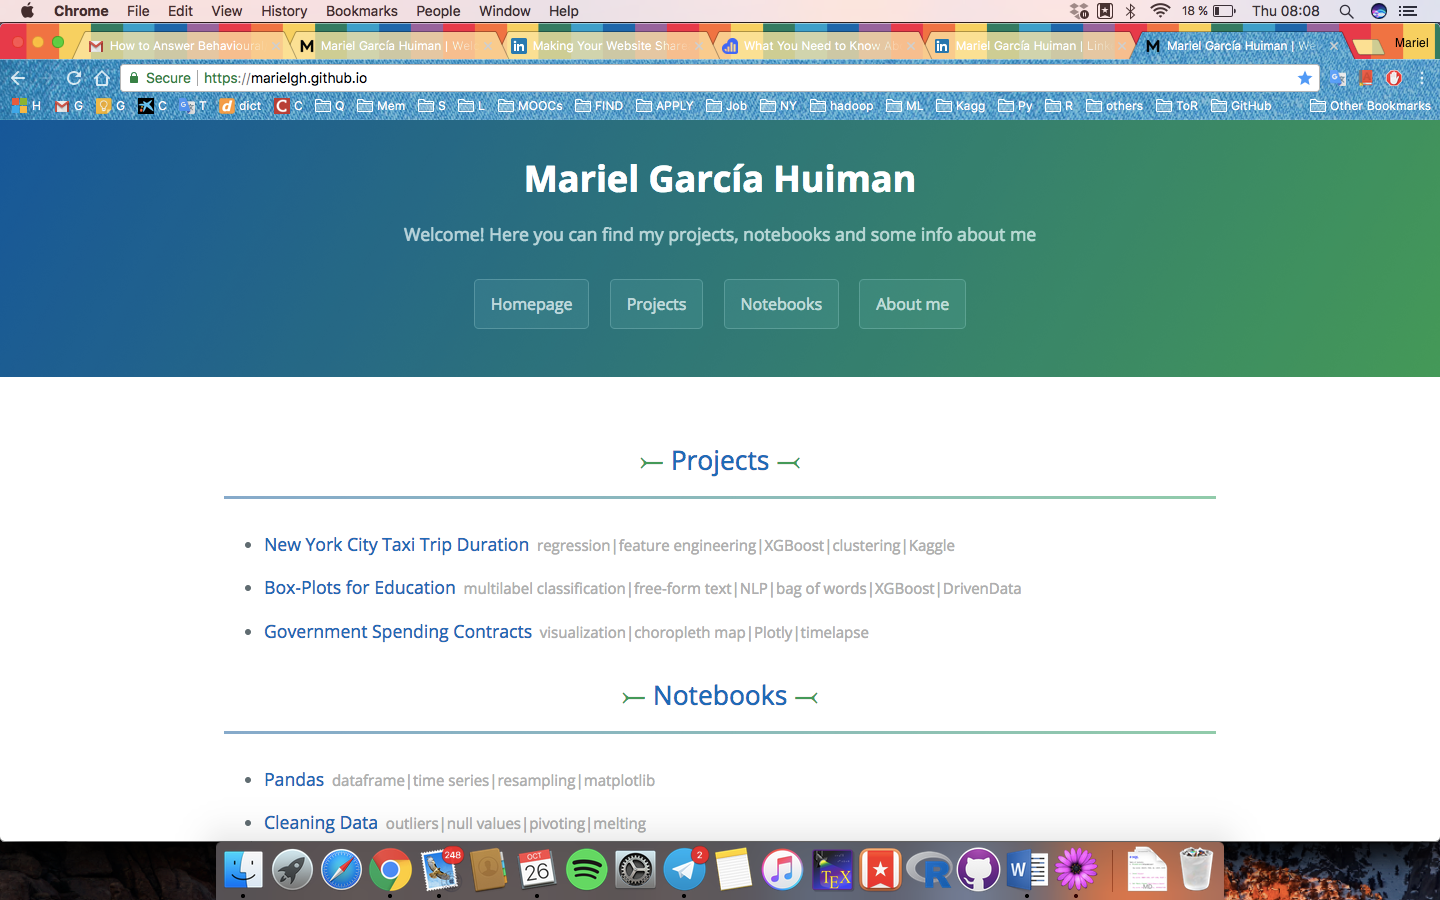 Chrome File Edit View History Bookmarks People Window Help 18 % Thu 08:08
How to Answer Behavioura Mariel García Huiman | Wel Making Your Website Share What You Need to Know Ab Mariel García Huiman | Link Mariel García Huiman | We Mariel
Secure https://marielgh.github.io
H G G C T dict C Q Mem S L MOOCs FIND APPLY Job NY hadoop ML Kagg Py R others ToR GitHub Other Bookmarks
Mariel García Huiman
Welcome! Here you can find my projects, notebooks and some info about me
Homepage Projects Notebooks About me
Projects
New York City Taxi Trip Duration regression|feature engineering|XGBoost|clustering|Kaggle
Box-Plots for Education multilabel classification|free-form text|NLP|bag of words|XGBoost|DrivenData
Government Spending Contracts visualization|choropleth map|Plotly|timelapse
Notebooks
Pandas dataframe|time series|resampling|matplotlib
Cleaning Data outliers|null values|pivoting|melting
248 OCT 26 2 TEX R W